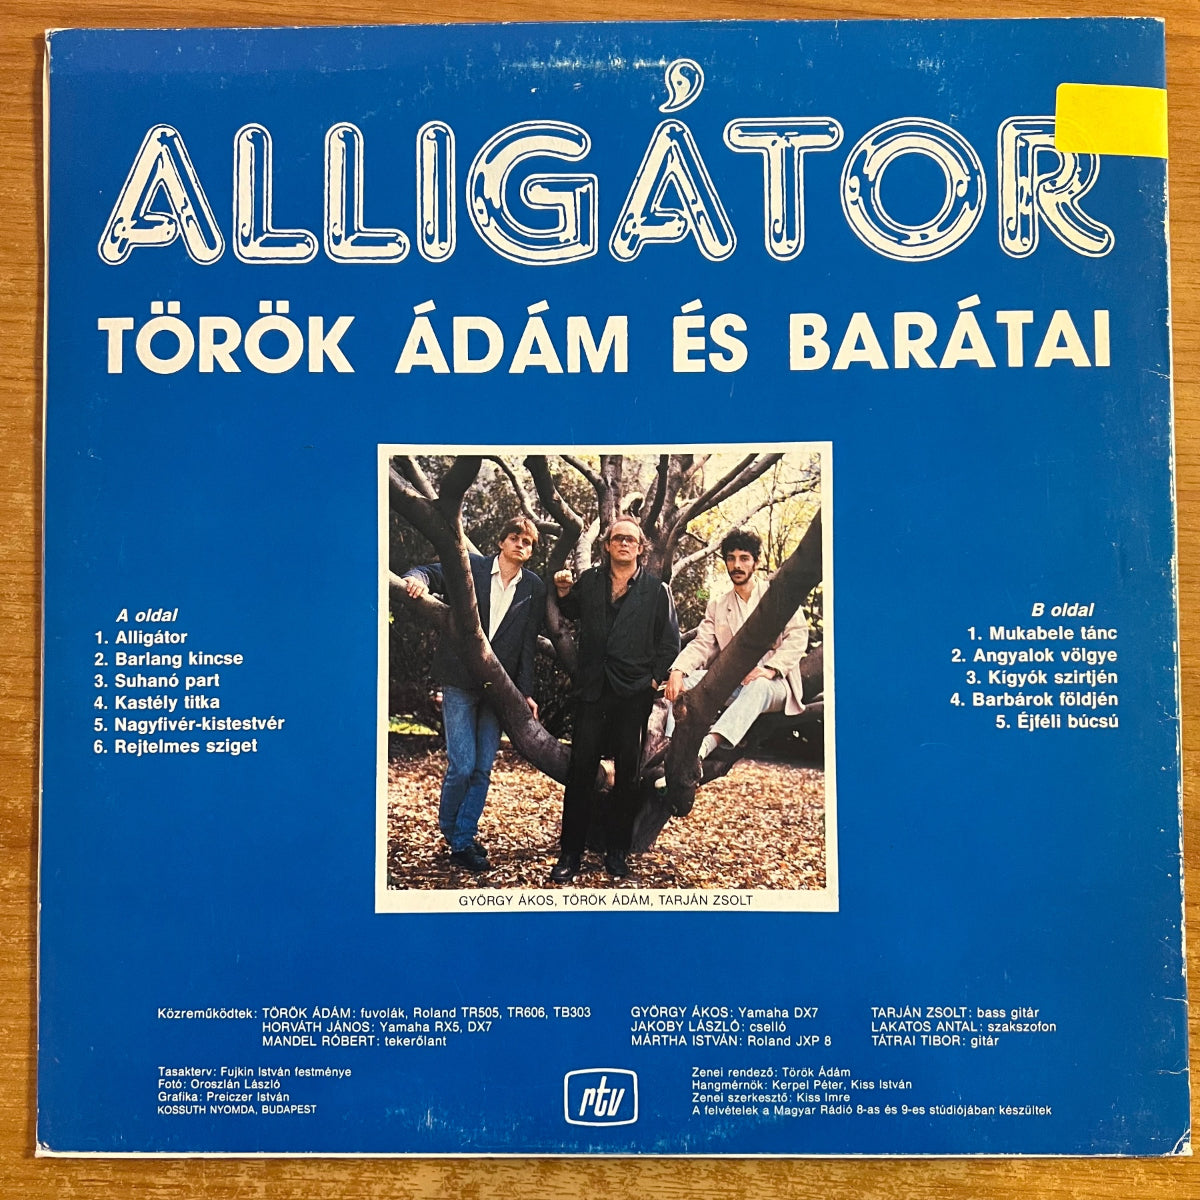 ALLIGÁTOR
TÖRÖK ÁDÁM ÉS BARÁTAI
A oldal
1. Alligátor
2. Barlang kincse
3. Suhanó part
4. Kastély titka
5. Nagyfivér-kistestvér
6. Rejtelmes sziget
B oldal
1. Mukabele tánc
2. Angyalok völgye
3. Kígyók szirtjén
4. Barbárok földjén
5. Éjféli búcsú
GYÖRGY ÁKOS, TÖRÖK ÁDÁM, TARJÁN ZSOLT
Közreműködtek: TÖRÖK ÁDÁM: fuvolák, Roland TR505, TR606, TB303
HORVÁTH JÁNOS: Yamaha RX5, DX7
MANDEL RÓBERT: tekerőlant
GYÖRGY ÁKOS: Yamaha DX7
JAKOBY LÁSZLÓ: cselló
MÁRTHA ISTVÁN: Roland JXP 8
TARJÁN ZSOLT: bass gitár
LAKATOS ANTAL: szakszofon
TÁTRAI TIBOR: gitár
Tasakterv: Fujkin István festménye
Fotó: Oroszlán László
Grafika: Preiczer István
KOSSUTH NYOMDA, BUDAPEST
rtv
Zenei rendező: Török Ádám
Hangmérnök: Kerpel Péter, Kiss István
Zenei szerkesztő: Kiss Imre
A felvételek a Magyar Rádió 8-as és 9-es stúdiójában készültek